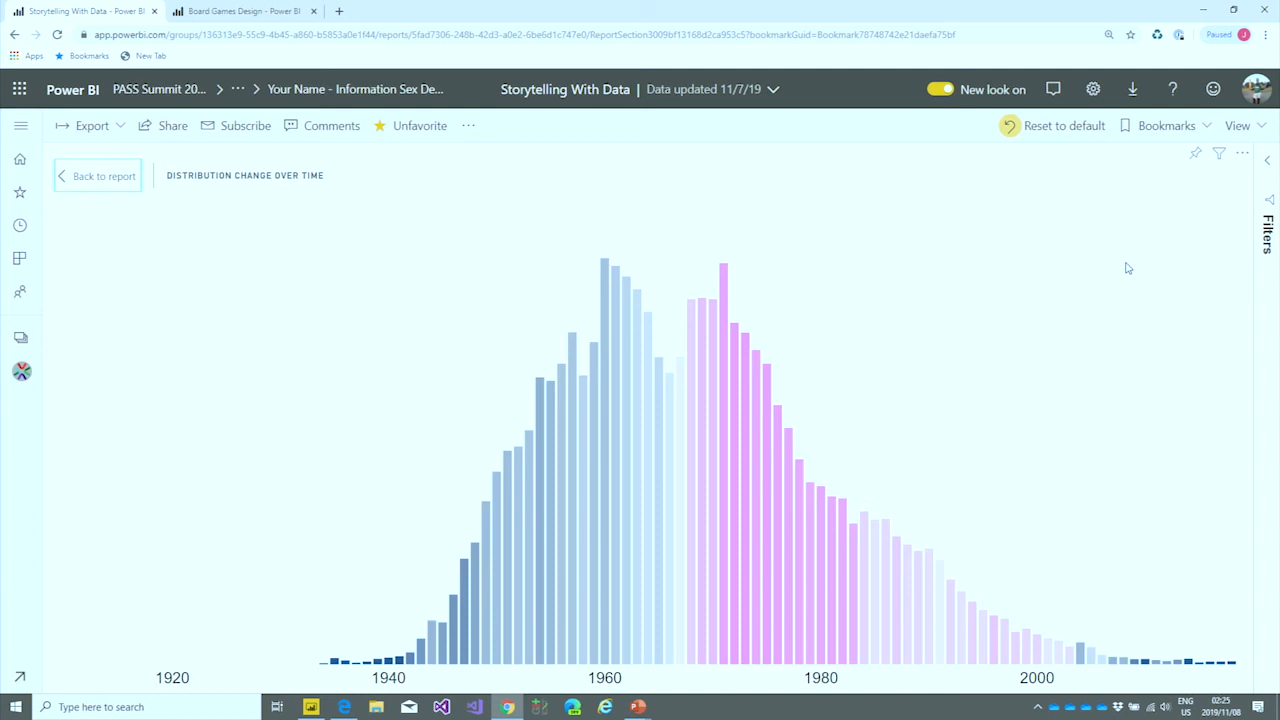 Storytelling With Data - Power BI
Board Games Design - Power BI
app.powerbi.com/groups/136313e9-55c9-4b45-a860-b5853a0e1f44/reports/5fad7306-248b-42d3-a0e2-6be6d1c747e0/ReportSection3009bf13168d2ca953c5?bookmarkGuid=Bookmark78748742e21daefa75bf
Paused J
Apps Bookmarks New Tab
Power BI PASS Summit 20... ... Your Name - Information Sex De... Storytelling With Data | Data updated 11/7/19 New look on
Export Share Subscribe Comments Unfavorite ... Reset to default Bookmarks View
Back to report DISTRIBUTION CHANGE OVER TIME
Filters
1920 1940 1960 1980 2000
Type here to search
ENG 02:25
US 2019/11/08